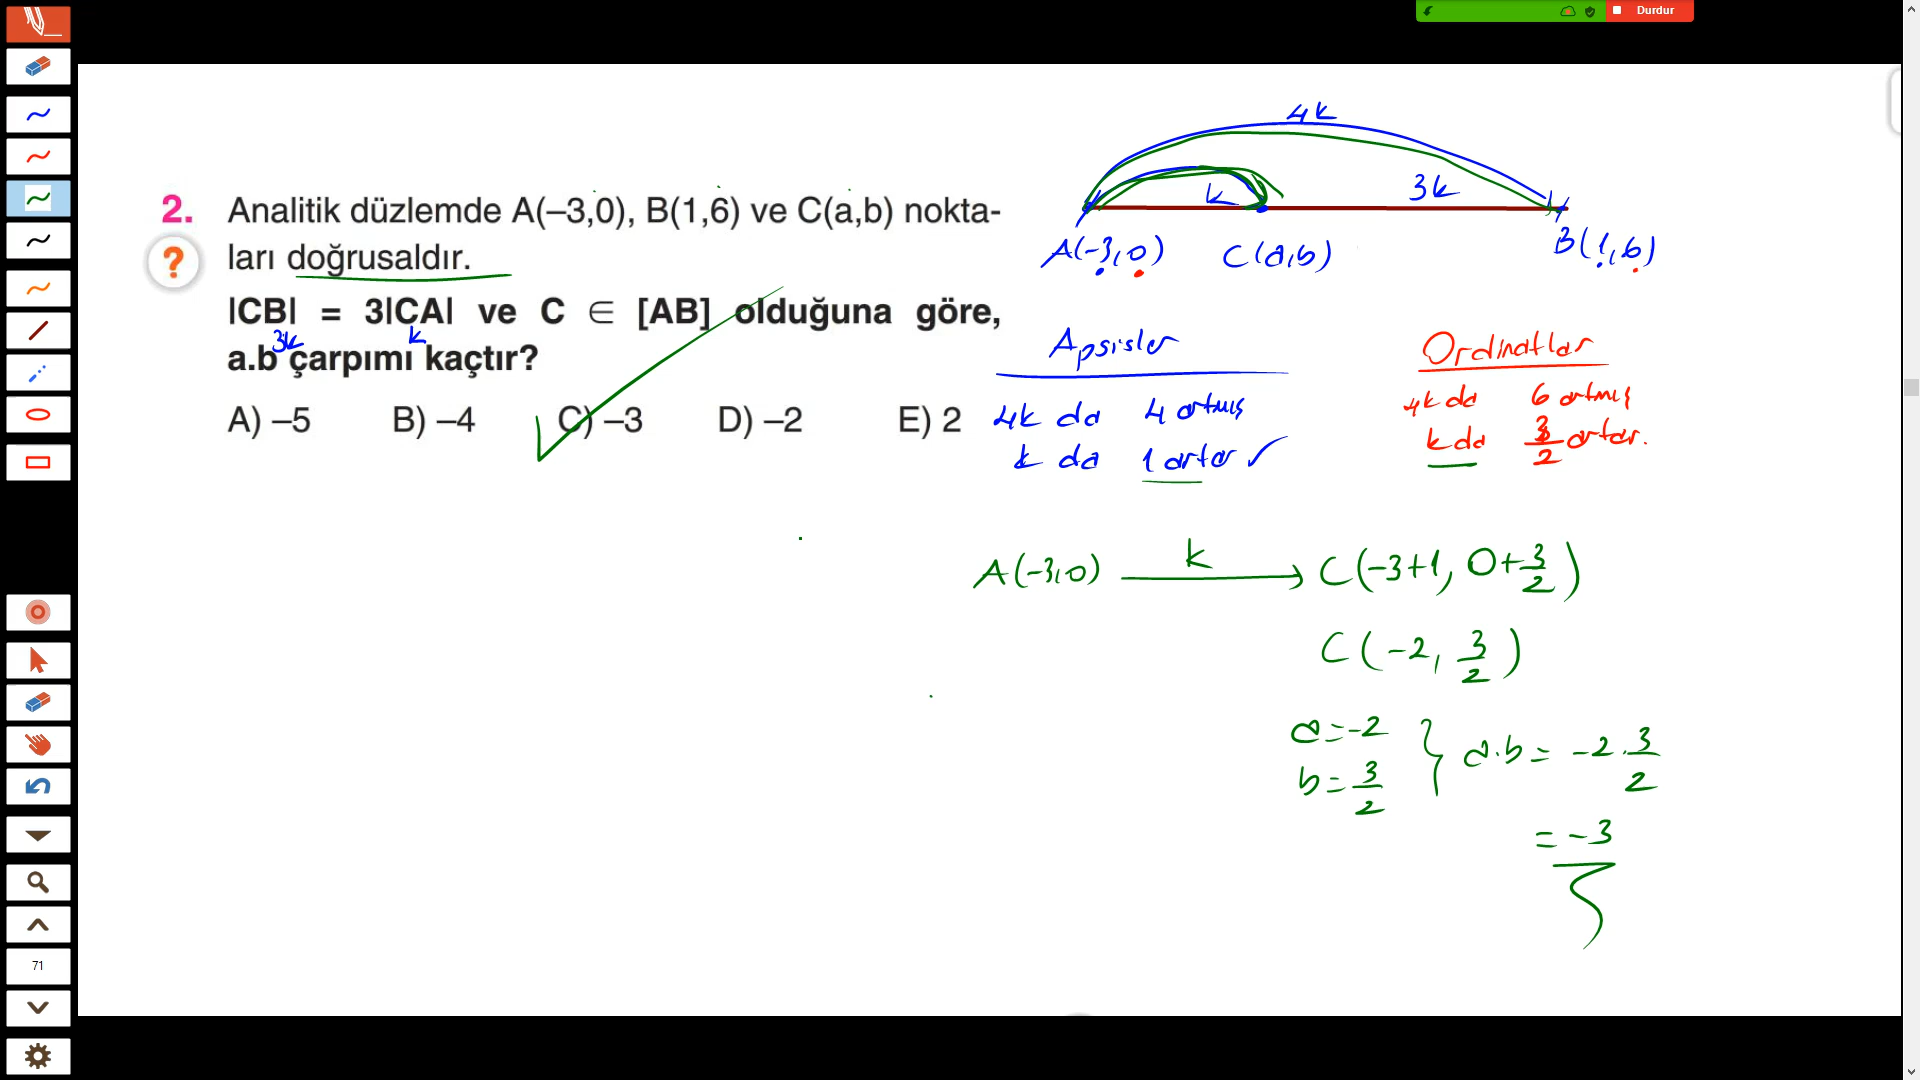 Durdur
2. Analitik düzlemde A(–3,0), B(1,6) ve C(a,b) nokta-
ları doğrusaldır.
?
|CB| = 3|CA| ve C ∈ [AB] olduğuna göre,
3k k
a.b çarpımı kaçtır?
A) –5 B) –4 C) –3 D) –2 E) 2
4k
k 3k
A(-3,0) C(a,b) B(1,6)
Apsisler
4k da 4 artmış
k da 1 artar ✓
Ordinatlar
4k da 6 artmış
k da 3/2 artar.
A(-3,0) k → C(-3+1, 0+3/2)
C(-2, 3/2)
a=-2
b=3/2
} a.b = -2.3/2
= -3
71